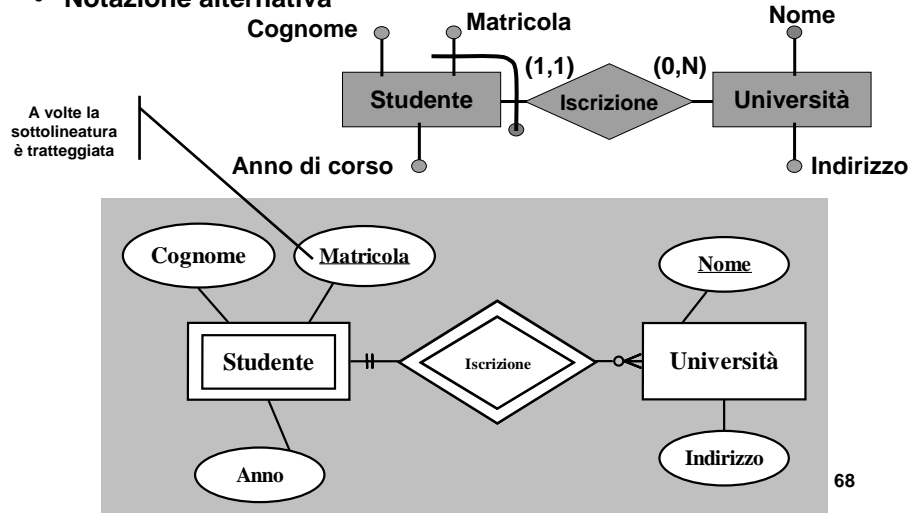 • Notazione alternativa
Cognome
Matricola
Nome
(1,1)
(0,N)
Studente
Iscrizione
Università
A volte la
sottolineatura
è tratteggiata
Anno di corso
Indirizzo
Cognome
Matricola
Nome
Studente
Iscrizione
Università
Anno
Indirizzo
68